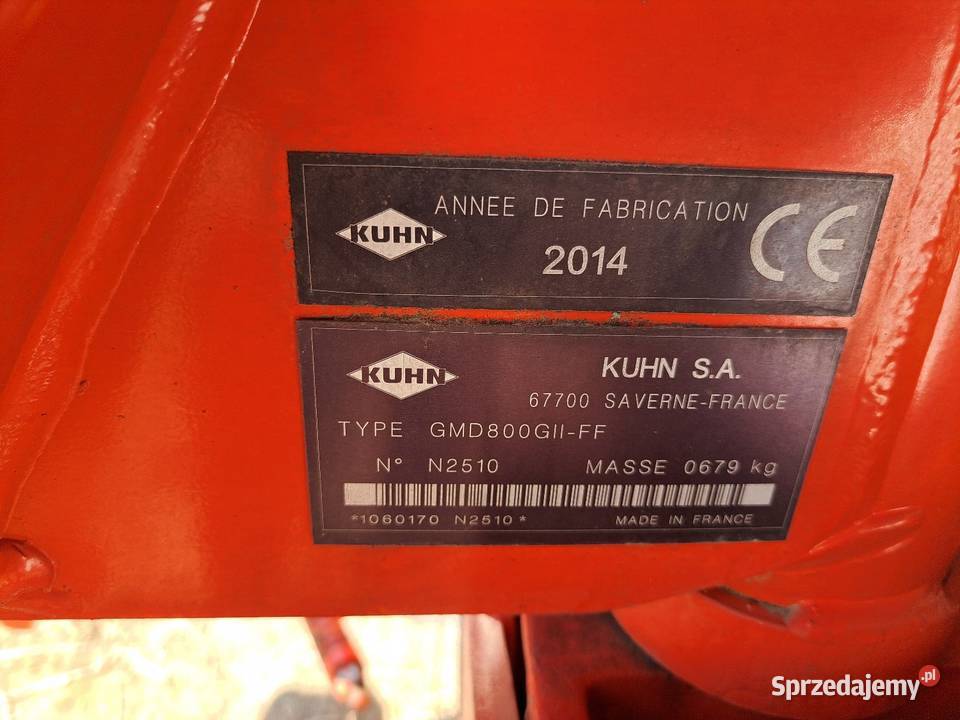 KUHN
ANNEE DE FABRICATION
2014
CE
KUHN
KUHN S.A.
67700 SAVERNE-FRANCE
TYPE GMD800GII-FF
N° N2510 MASSE 0679 kg
*1060170 N2510* MADE IN FRANCE
Sprzedajemy.pl